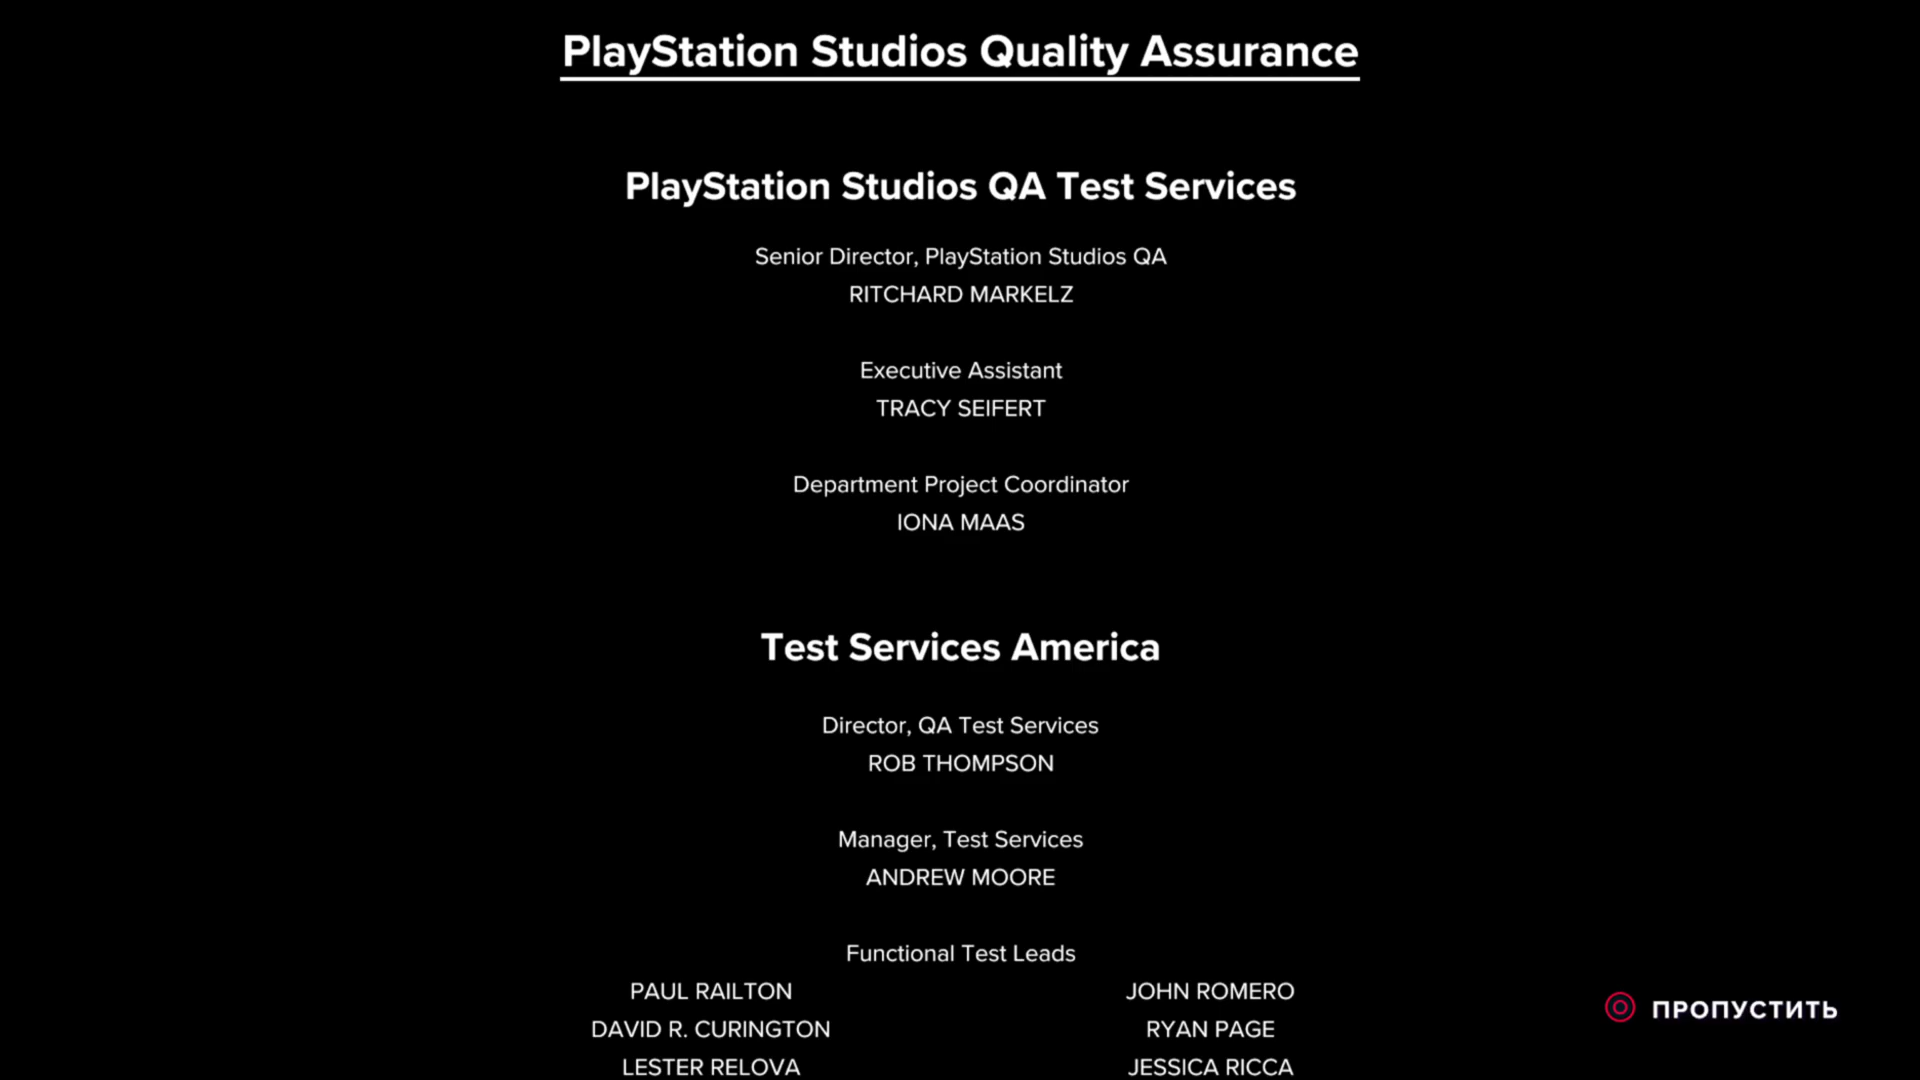 PlayStation Studios Quality Assurance
PlayStation Studios QA Test Services
Senior Director, PlayStation Studios QA
RITCHARD MARKELZ
Executive Assistant
TRACY SEIFERT
Department Project Coordinator
IONA MAAS
Test Services America
Director, QA Test Services
ROB THOMPSON
Manager, Test Services
ANDREW MOORE
Functional Test Leads
PAUL RAILTON JOHN ROMERO
DAVID R. CURINGTON RYAN PAGE
LESTER RELOVA JESSICA RICCA
ПРОПУСТИТЬ